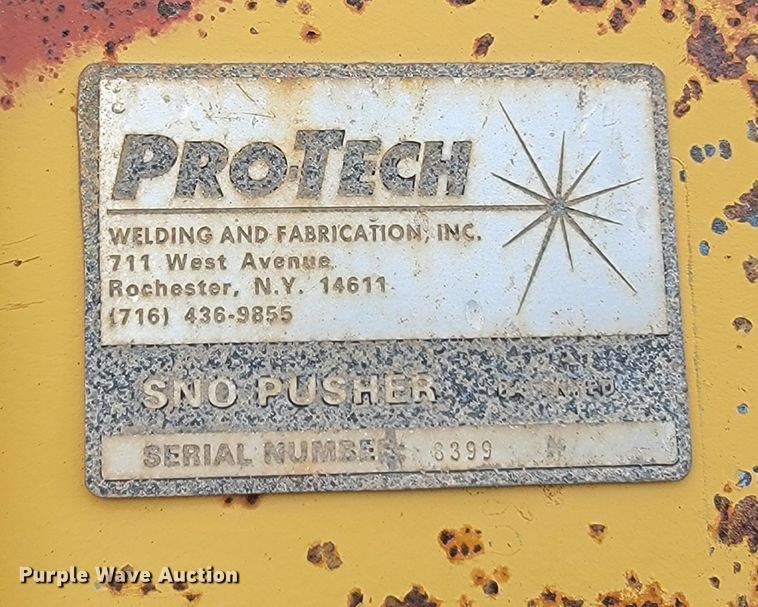 PRO-TECH
WELDING AND FABRICATION, INC.
711 West Avenue
Rochester, N.Y. 14611
(716) 436-9855
SNO PUSHER PATENTED
SERIAL NUMBER: 8399
Purple Wave Auction